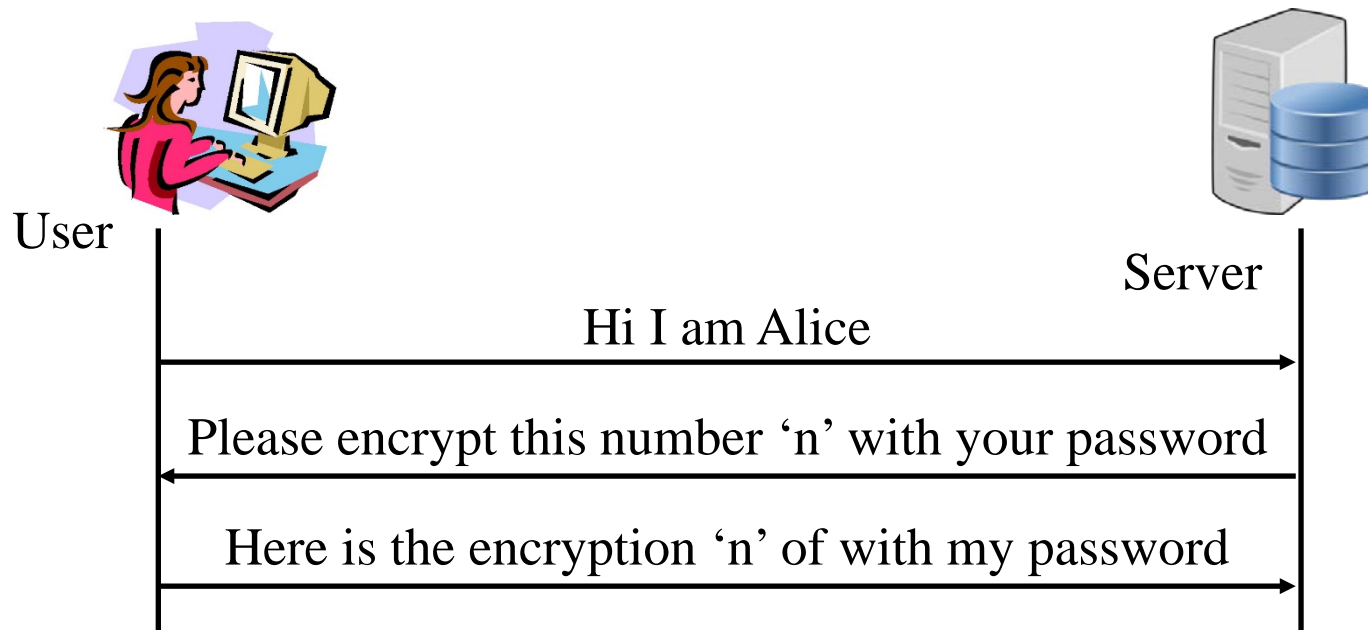 User
Server
Hi I am Alice
Please encrypt this number ‘n’ with your password
Here is the encryption ‘n’ of with my password